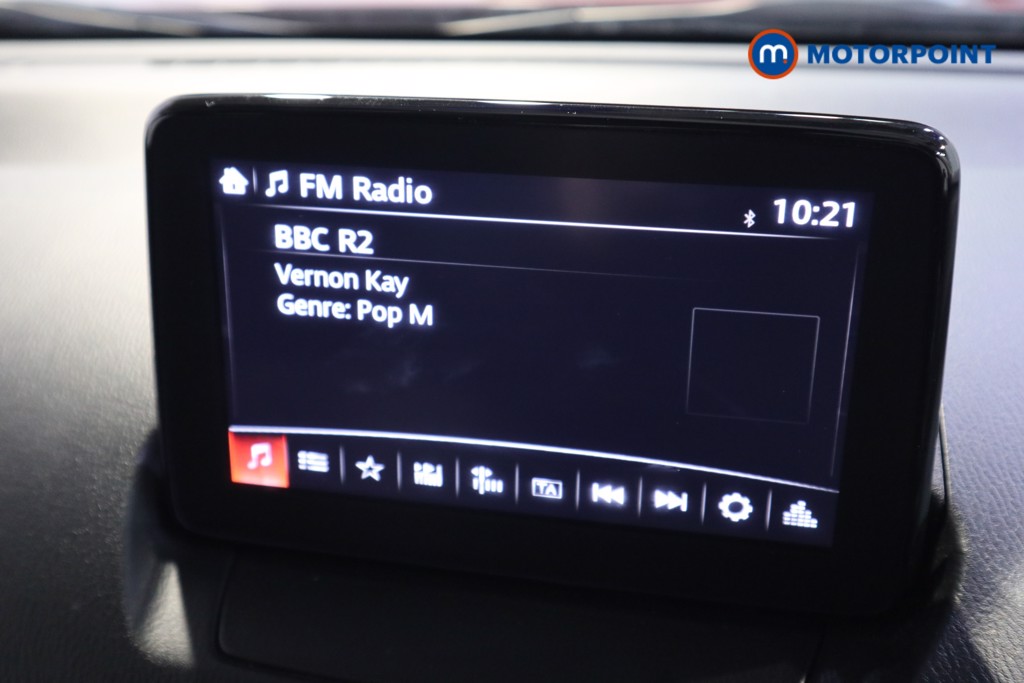 m. MOTORPOINT
FM Radio
10:21
BBC R2
Vernon Kay
Genre: Pop M
TA